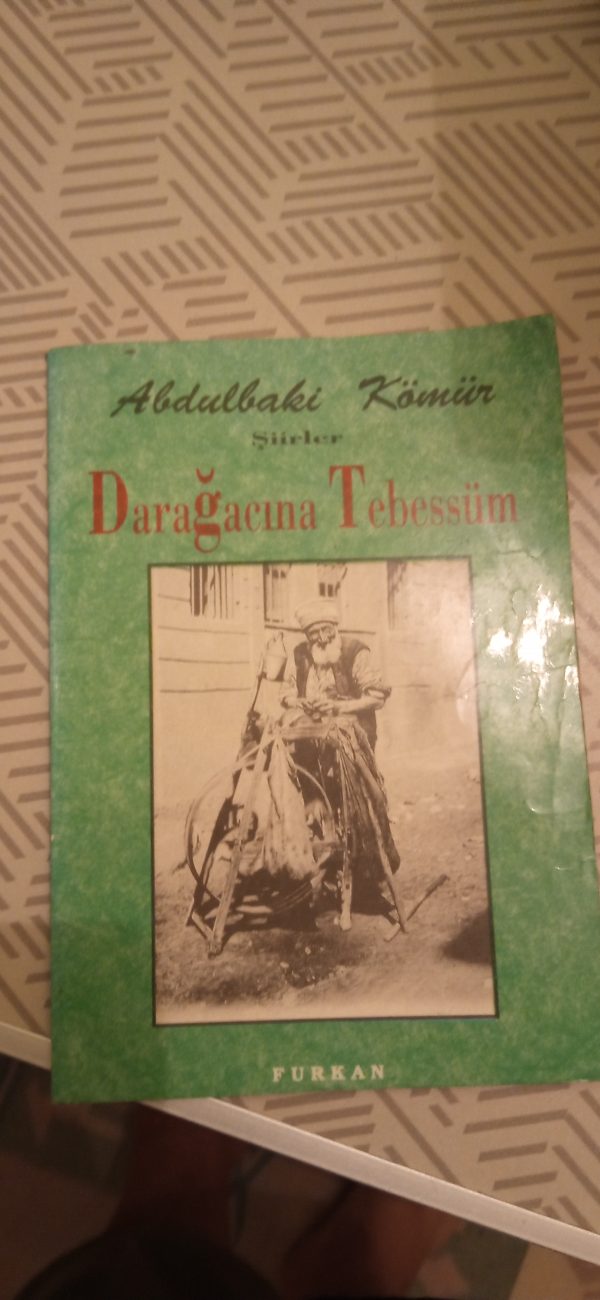 Abdulbaki Kömür
Şiirler
Darağacına Tebessüm
FURKAN